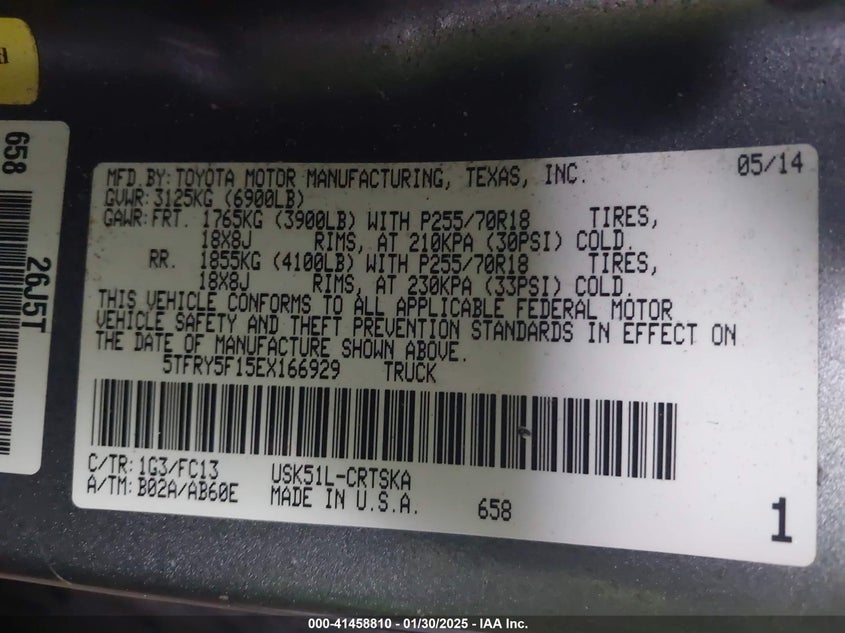 658
26J5T
MFD.BY:TOYOTA MOTOR MANUFACTURING, TEXAS, INC. 05/14
GVWR:3125KG (6900LB)
GAWR:FRT. 1765KG (3900LB) WITH P255/70R18 TIRES,
18X8J RIMS, AT 210KPA (30PSI) COLD.
RR. 1855KG (4100LB) WITH P255/70R18 TIRES,
18X8J RIMS, AT 230KPA (33PSI) COLD.
THIS VEHICLE CONFORMS TO ALL APPLICABLE FEDERAL MOTOR
VEHICLE SAFETY AND THEFT PREVENTION STANDARDS IN EFFECT ON
THE DATE OF MANUFACTURE SHOWN ABOVE.
5TFRY5F15EX166929 TRUCK
C/TR:1G3/FC13 USK51L-CRTSKA
A/TM:B02A/AB60E MADE IN U.S.A. 658 1
000-41458810 - 01/30/2025 - IAA Inc.